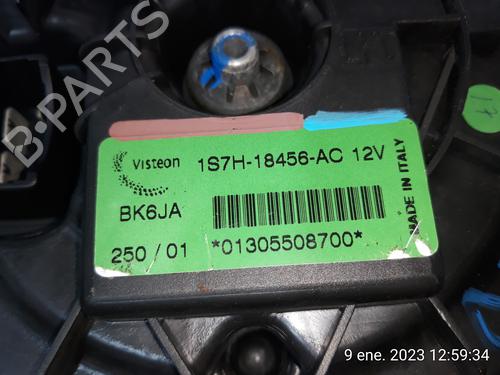 B-PARTS
Visteon
1S7H-18456-AC 12V
BK6JA
250 / 01
*01305508700*
MADE IN ITALY
9 ene. 2023 12:59:34